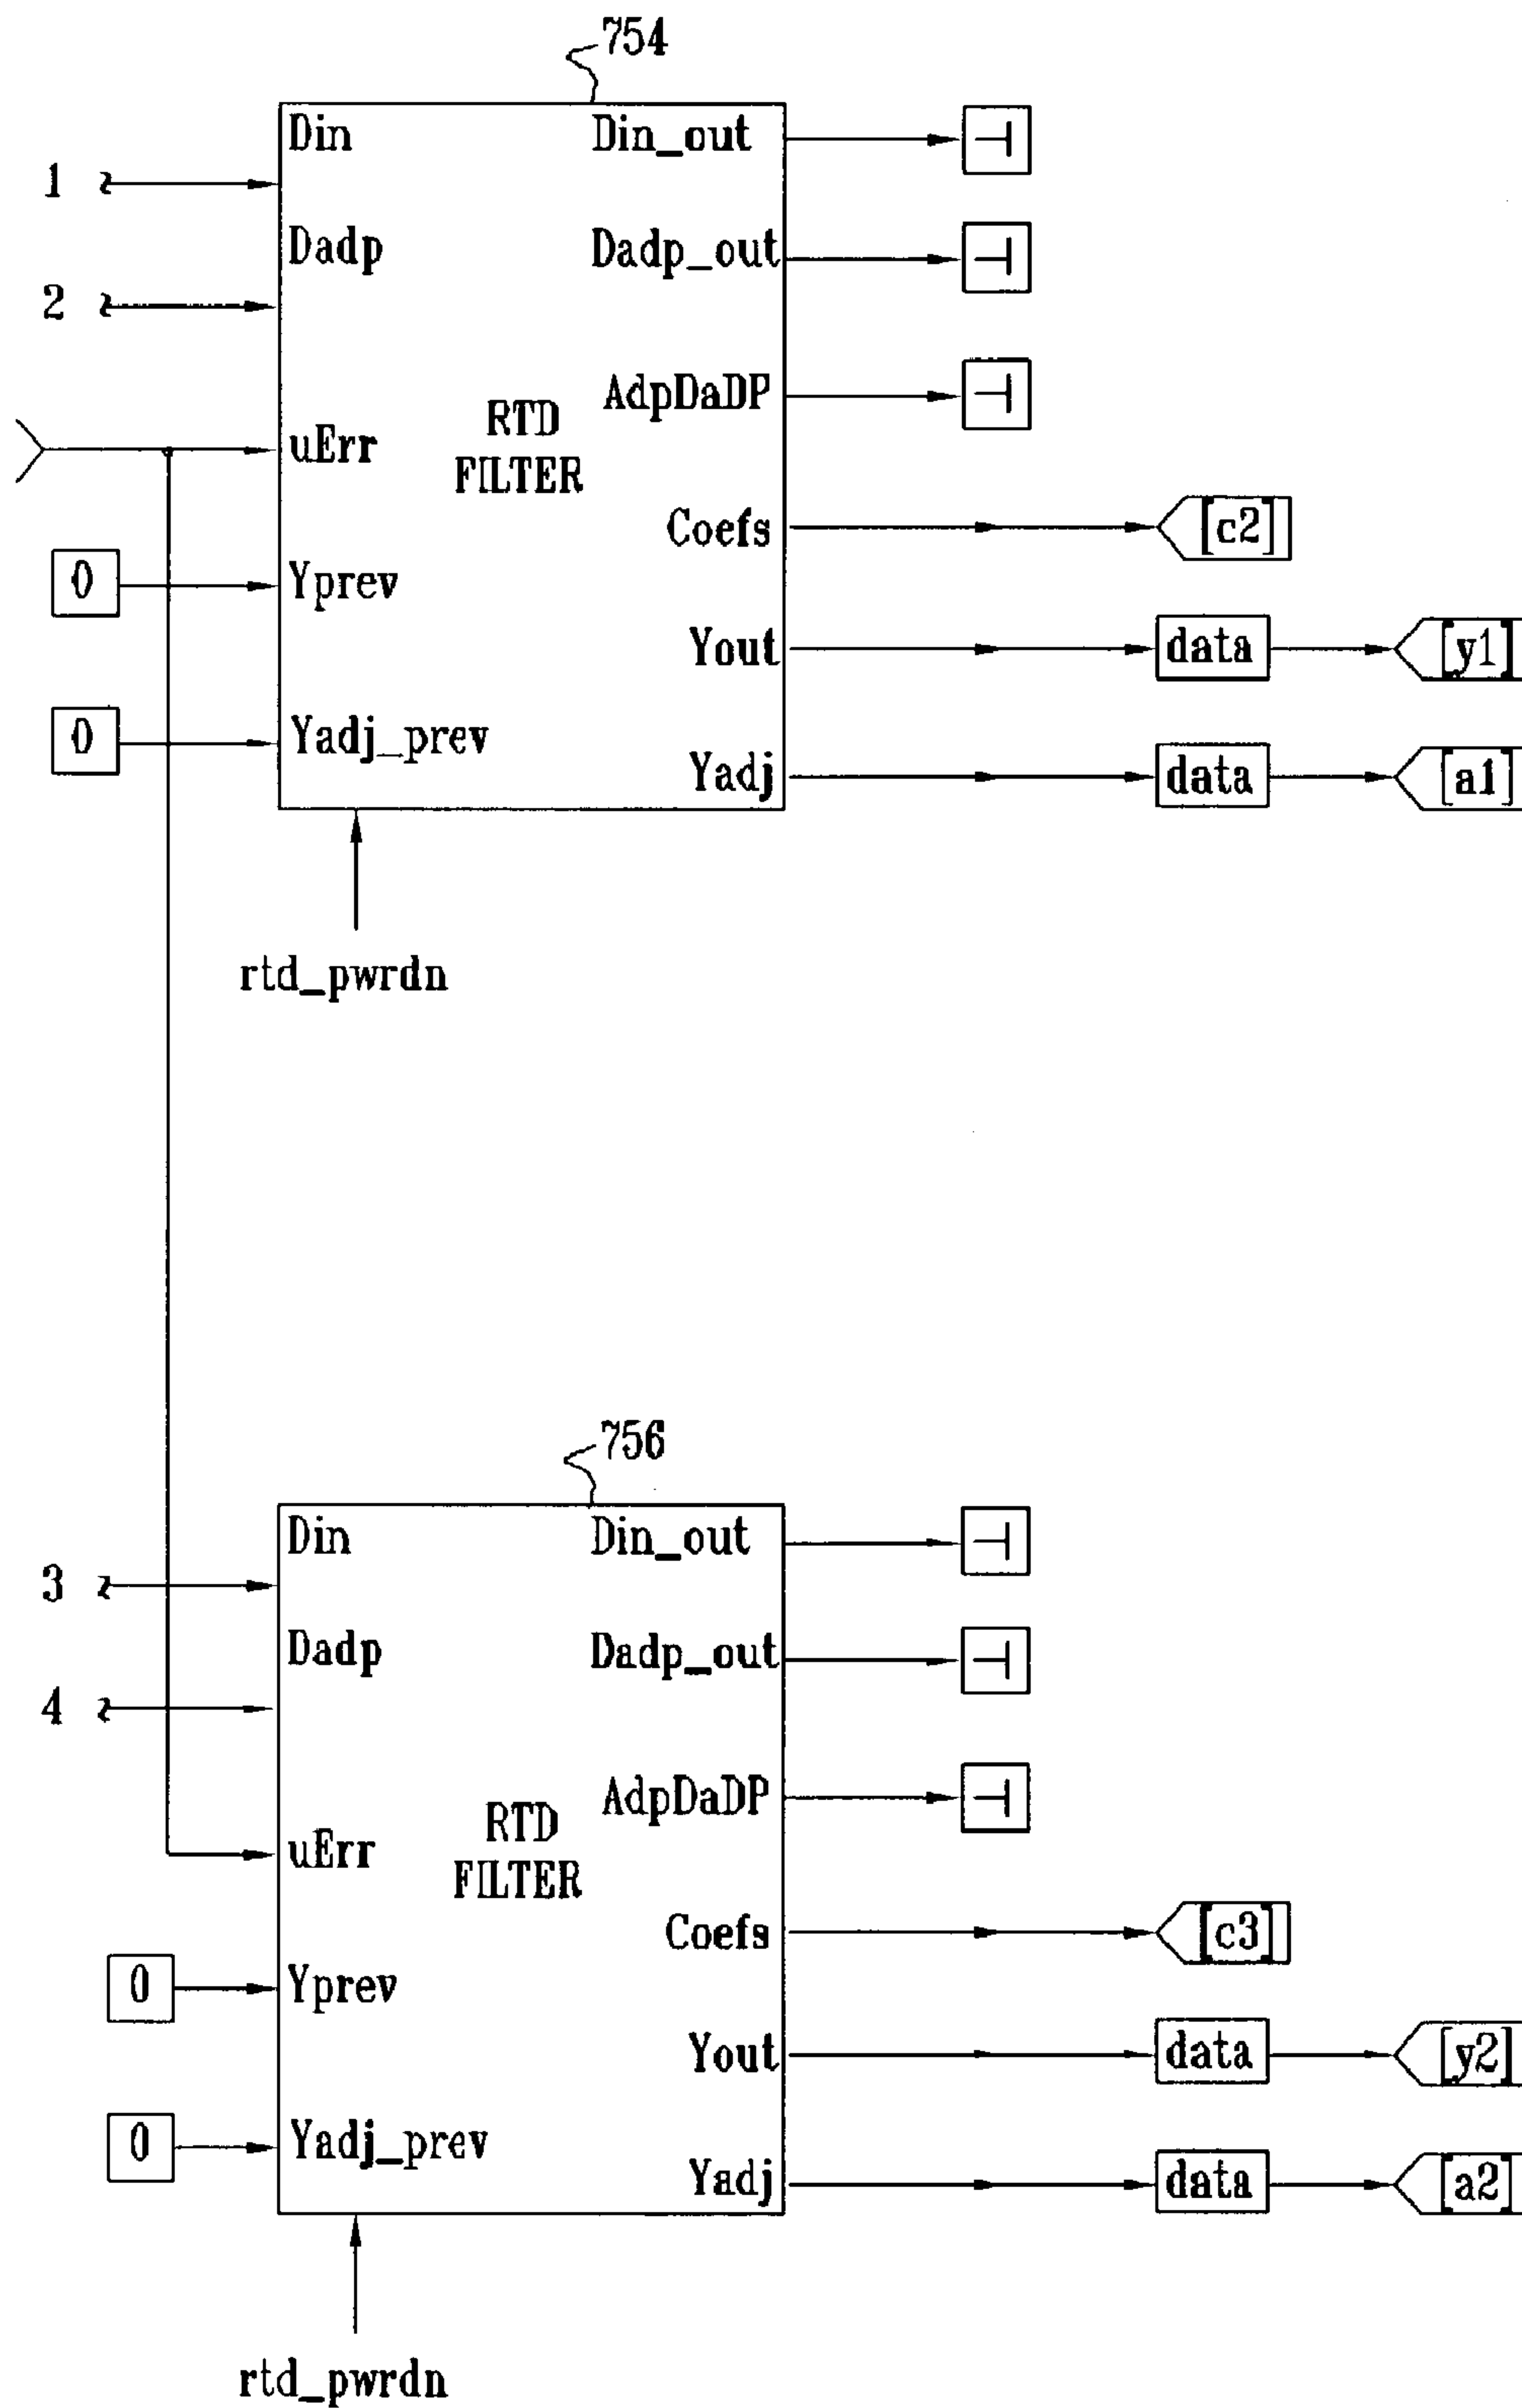 754
Din Din_out
1
Dadp Dadp_out
2
AdpDaDP
RTD
FILTER
uErr
Coefs [c2]
0 Yprev
Yout data [y1]
0 Yadj_prev
Yadj data [a1]
rtd_pwrdn
756
Din Din_out
3
Dadp Dadp_out
4
AdpDaDP
RTD
FILTER
uErr
Coefs [c3]
0 Yprev
Yout data [y2]
0 Yadj_prev
Yadj data [a2]
rtd_pwrdn